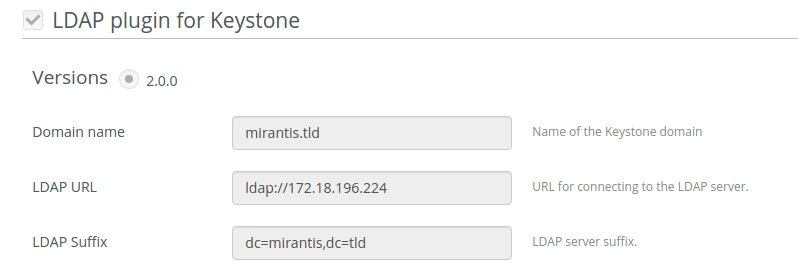 LDAP plugin for Keystone
Versions 2.0.0
Domain name mirantis.tld Name of the Keystone domain
LDAP URL ldap://172.18.196.224 URL for connecting to the LDAP server.
LDAP Suffix dc=mirantis,dc=tld LDAP server suffix.